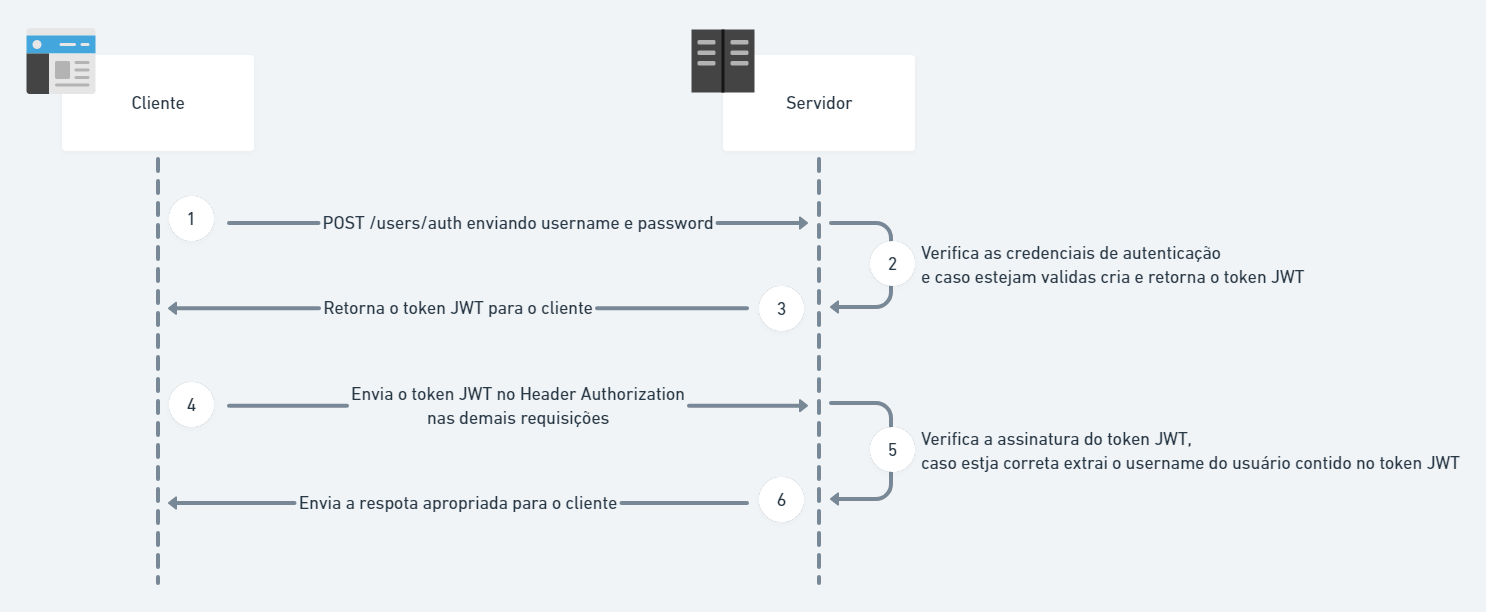 Cliente
Servidor
1
POST /users/auth enviando username e password
2
Verifica as credenciais de autenticação
e caso estejam validas cria e retorna o token JWT
Retorna o token JWT para o cliente
3
4
Envia o token JWT no Header Authorization
nas demais requisições
5
Verifica a assinatura do token JWT,
caso estja correta extrai o username do usuário contido no token JWT
Envia a respota apropriada para o cliente
6